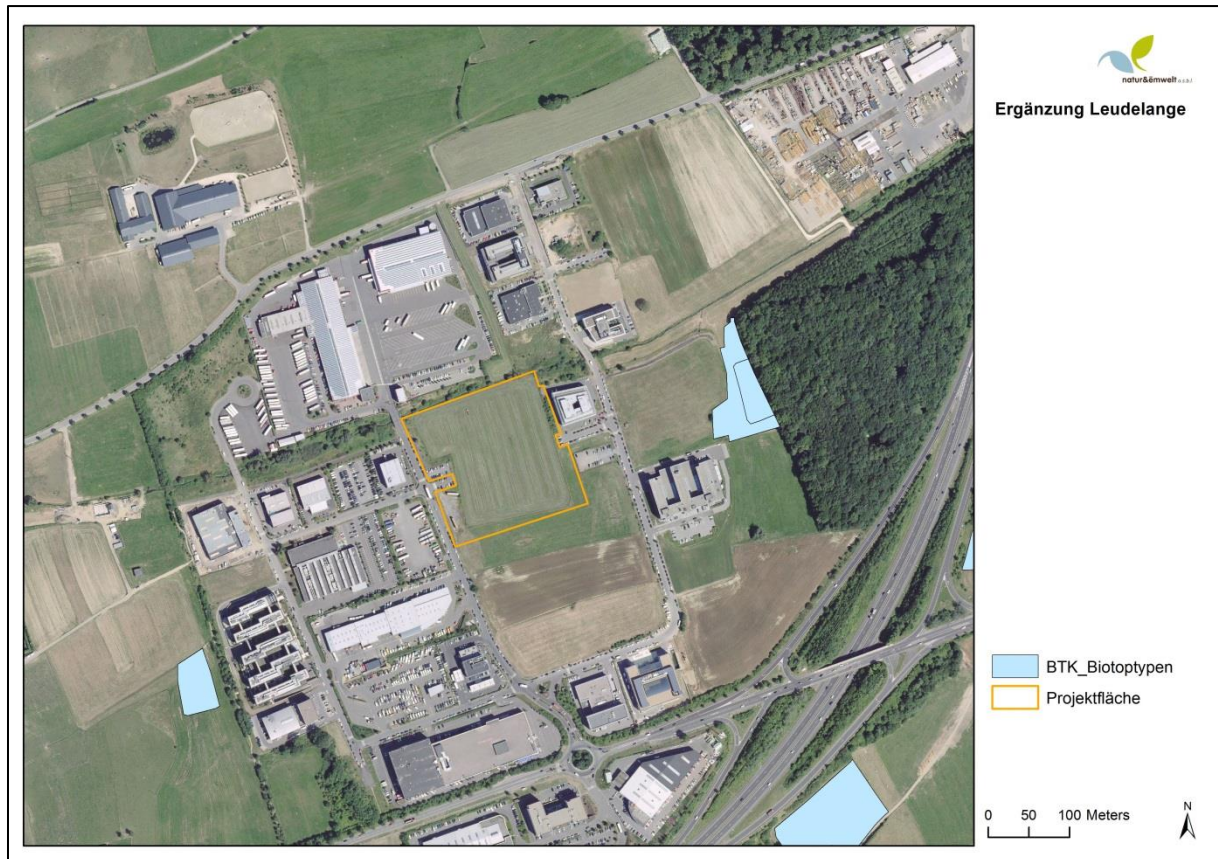 natur&ëmwelt a.s.b.l.
Ergänzung Leudelange
BTK_Biotoptypen
Projektfläche
0 50 100 Meters
N